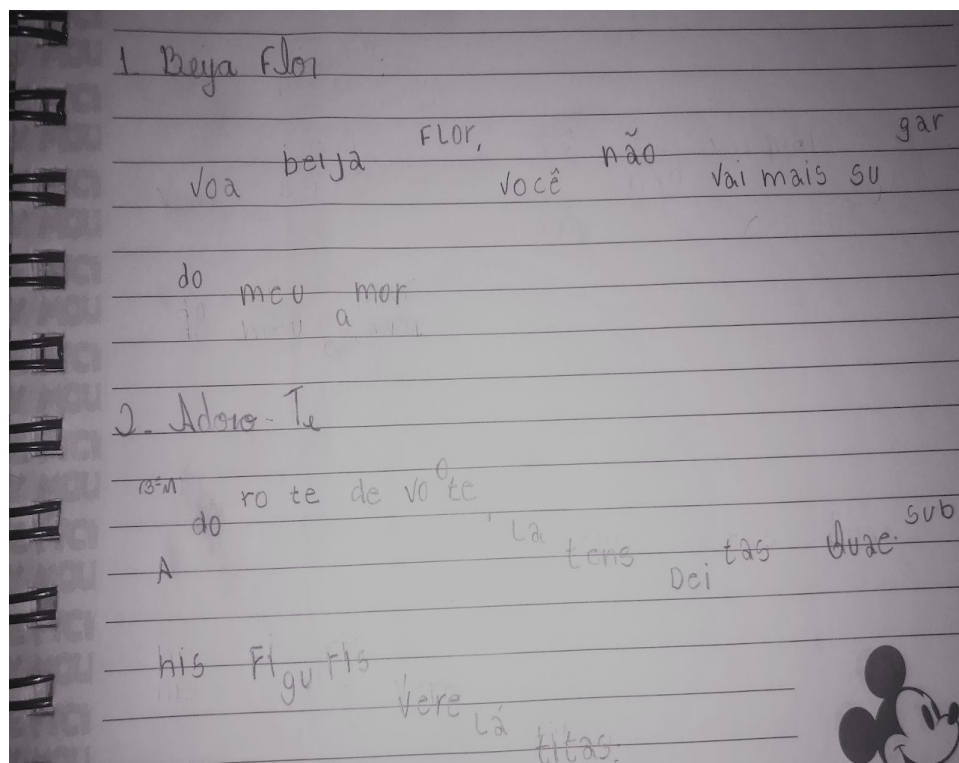 1. Beija Flor
Voa beija FLOR, você não vai mais su gar
do meu a mor
2. Adoro-Te
A do ro te de vo te, La tens Dei tas Quae sub
his Fi gu ris Vere Lá titas.